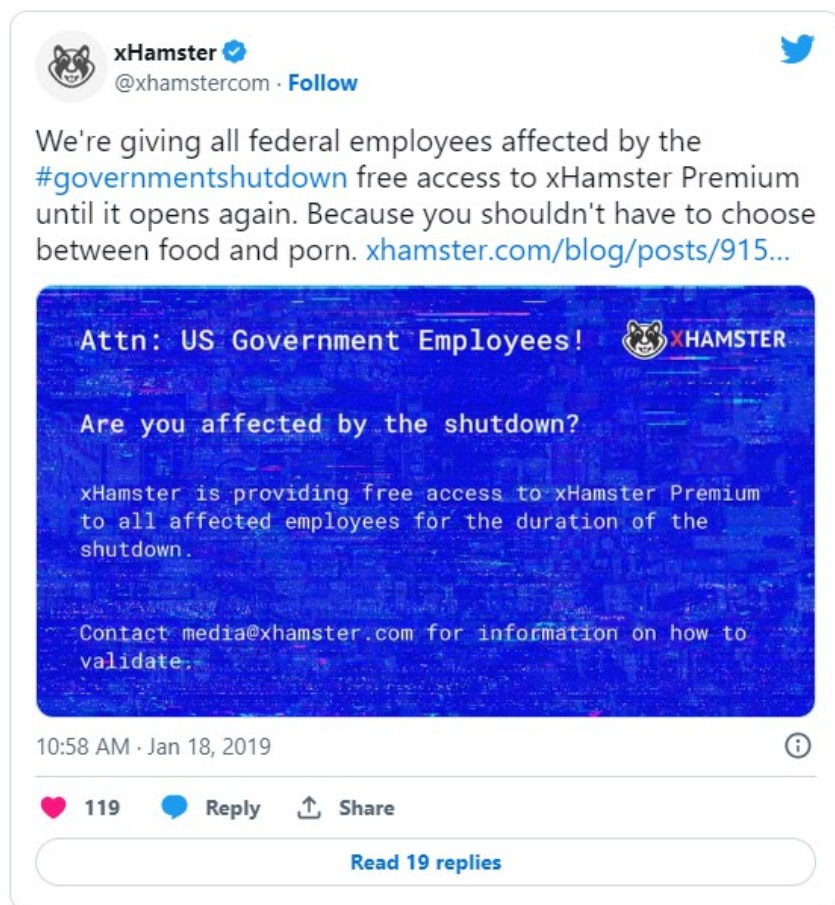 xHamster
@xhamstercom · Follow
We're giving all federal employees affected by the
#governmentshutdown free access to xHamster Premium
until it opens again. Because you shouldn't have to choose
between food and porn. xhamster.com/blog/posts/915...
Attn: US Government Employees!
XHAMSTER
Are you affected by the shutdown?
xHamster is providing free access to xHamster Premium
to all affected employees for the duration of the
shutdown.
Contact media@xhamster.com for information on how to
validate.
10:58 AM · Jan 18, 2019
119 Reply Share
Read 19 replies